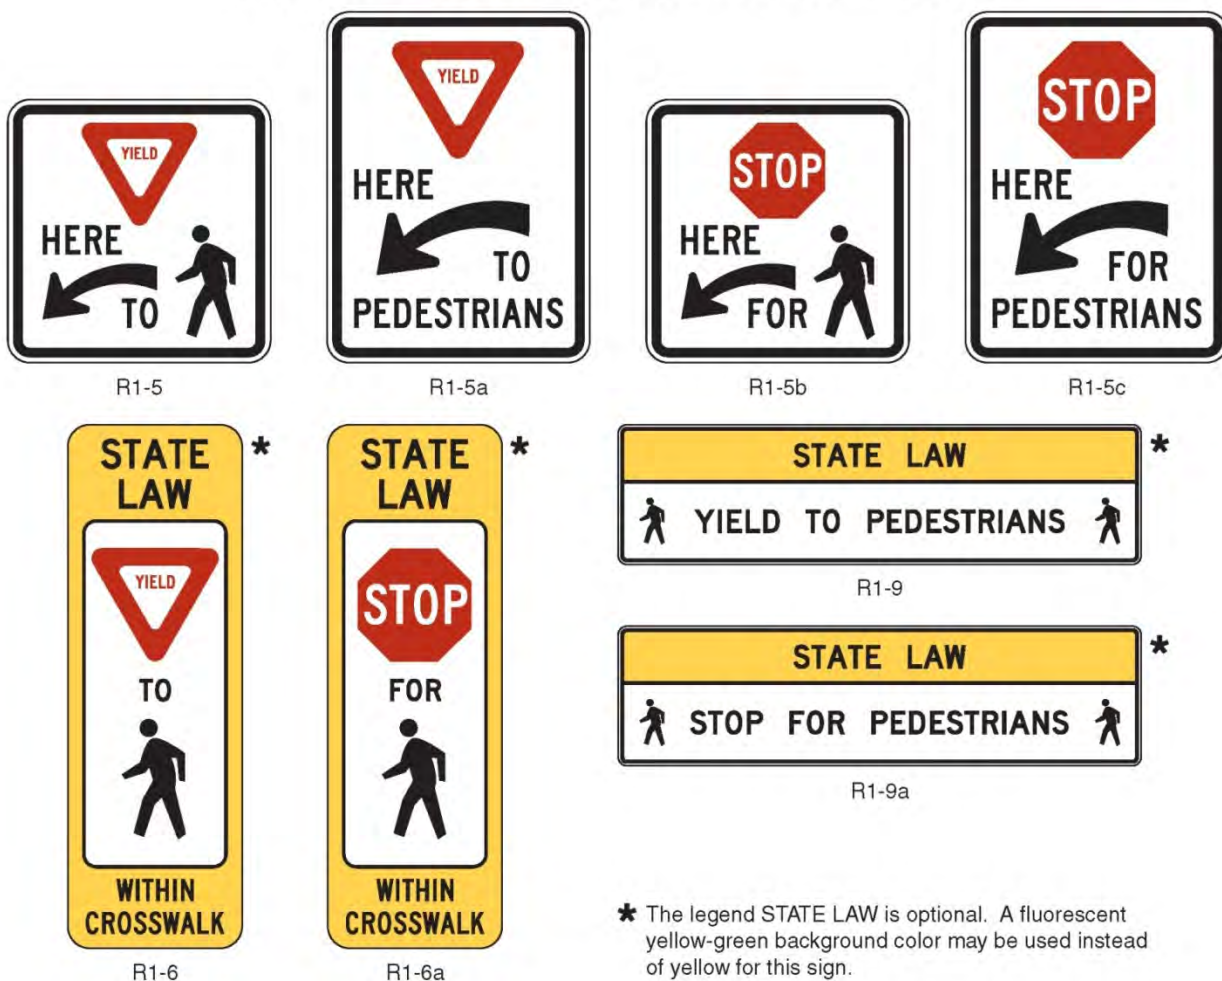 YIELD
HERE
TO
R1-5
YIELD
HERE
TO
PEDESTRIANS
R1-5a
STOP
HERE
FOR
R1-5b
STOP
HERE
FOR
PEDESTRIANS
R1-5c
STATE
LAW
*
YIELD
TO
WITHIN
CROSSWALK
R1-6
STATE
LAW
*
STOP
FOR
WITHIN
CROSSWALK
R1-6a
STATE LAW
*
YIELD TO PEDESTRIANS
R1-9
STATE LAW
*
STOP FOR PEDESTRIANS
R1-9a
* The legend STATE LAW is optional. A fluorescent
yellow-green background color may be used instead
of yellow for this sign.